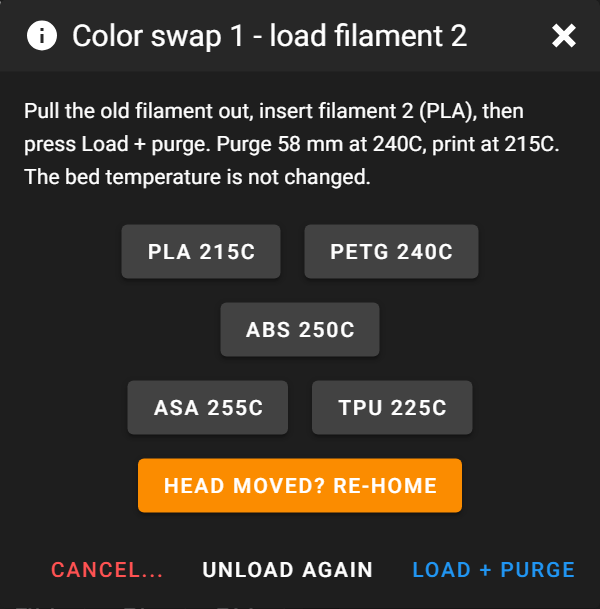 Color swap 1 - load filament 2
Pull the old filament out, insert filament 2 (PLA), then
press Load + purge. Purge 58 mm at 240C, print at 215C.
The bed temperature is not changed.
PLA 215C PETG 240C
ABS 250C
ASA 255C TPU 225C
HEAD MOVED? RE-HOME
CANCEL... UNLOAD AGAIN LOAD + PURGE